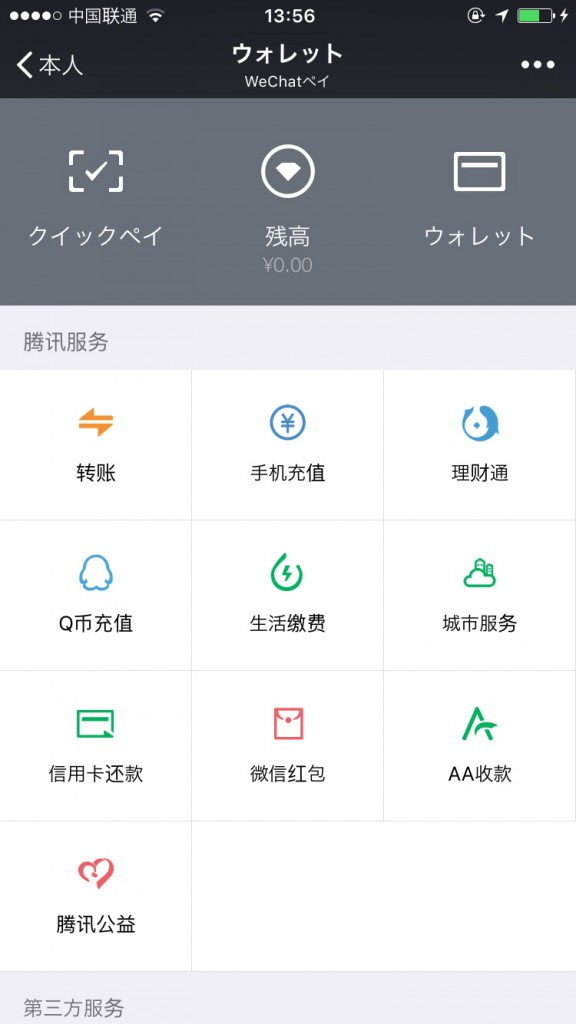 中国联通
13:56
本人
ウォレット
WeChatペイ
クイックペイ
残高
ウォレット
¥0.00
腾讯服务
转账
手机充值
理财通
Q币充值
生活缴费
城市服务
信用卡还款
微信红包
AA收款
腾讯公益
第三方服务